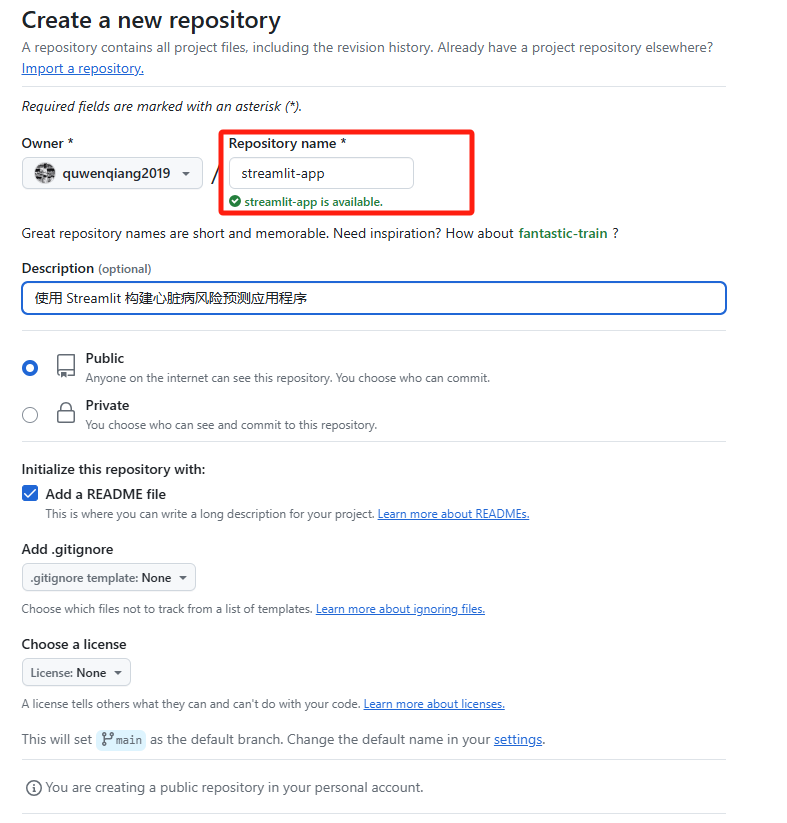 Create a new repository
A repository contains all project files, including the revision history. Already have a project repository elsewhere?
Import a repository.
Required fields are marked with an asterisk (*).
Owner *
Repository name *
quwenqiang2019
/
streamlit-app
streamlit-app is available.
Great repository names are short and memorable. Need inspiration? How about fantastic-train ?
Description (optional)
使用 Streamlit 构建心脏病风险预测应用程序
Public
Anyone on the internet can see this repository. You choose who can commit.
Private
You choose who can see and commit to this repository.
Initialize this repository with:
Add a README file
This is where you can write a long description for your project. Learn more about READMEs.
Add .gitignore
.gitignore template: None
Choose which files not to track from a list of templates. Learn more about ignoring files.
Choose a license
License: None
A license tells others what they can and can't do with your code. Learn more about licenses.
This will set main as the default branch. Change the default name in your settings.
You are creating a public repository in your personal account.